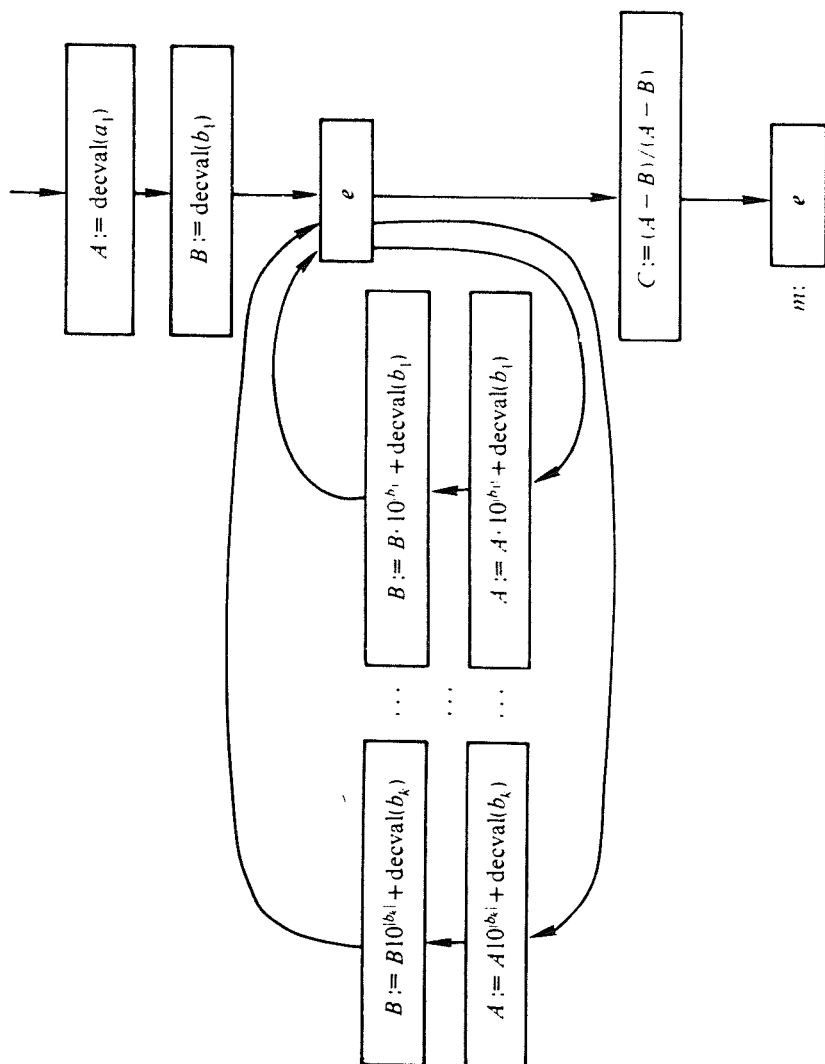 A := decval(a₁)
B := decval(b₁)
e
B := B · 10^|b₁| + decval(b₁)
A := A · 10^|b₁| + decval(b₁)
... 
...
...
B := B10^|bₖ| + decval(bₖ)
A := A10^|bₖ| + decval(bₖ)
C := (A − B)/(A − B)
m:
e